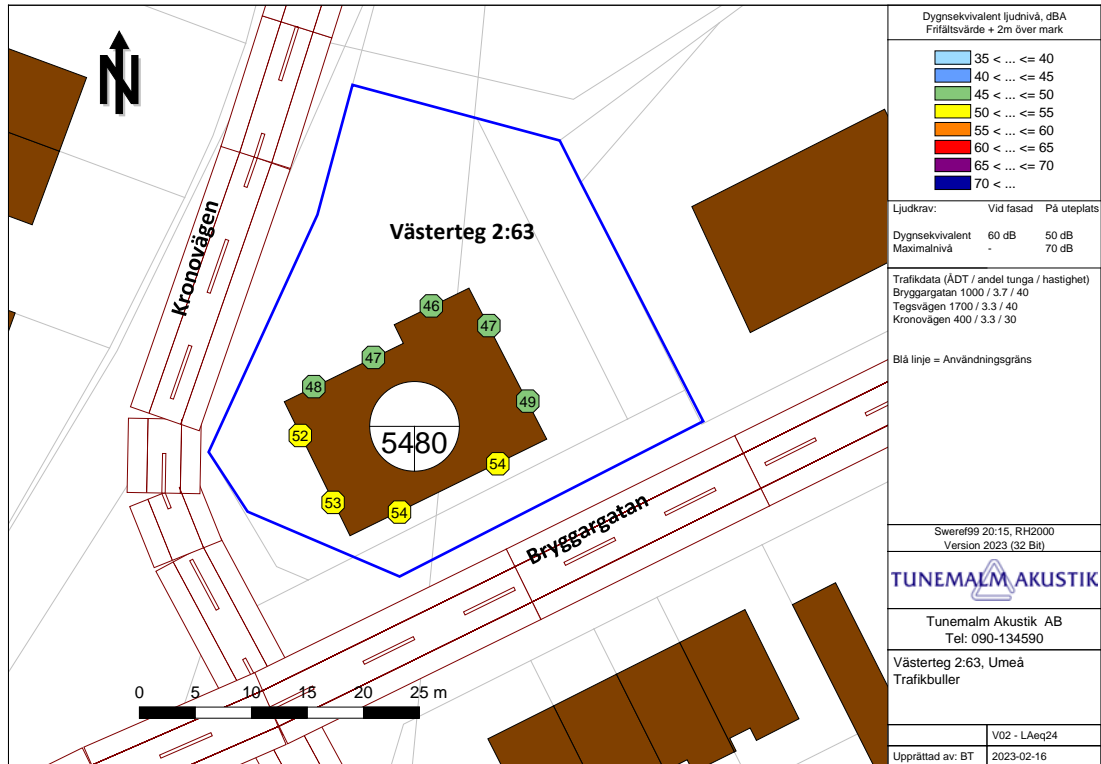 N
Kronovägen
Västerteg 2:63
46
47
47
49
48
52
53
54
54
54 80
Bryggargatan
0 5 10 15 20 25 m
Dygnsekvivalent ljudnivå, dBA
Frifältsvärde + 2m över mark
35 < ... <= 40
40 < ... <= 45
45 < ... <= 50
50 < ... <= 55
55 < ... <= 60
60 < ... <= 65
65 < ... <= 70
70 < ...
Ljudkrav: Vid fasad På uteplats
Dygnsekvivalent 60 dB 50 dB
Maximalnivå - 70 dB
Trafikdata (ÅDT / andel tunga / hastighet)
Bryggargatan 1000 / 3.7 / 40
Tegsvägen 1700 / 3.3 / 40
Kronovägen 400 / 3.3 / 30
Blå linje = Användningsgräns
Sweref99 20:15, RH2000
Version 2023 (32 Bit)
TUNEMALM AKUSTIK
Tunemalm Akustik AB
Tel: 090-134590
Västerteg 2:63, Umeå
Trafikbuller
V02 - LAeq24
Upprättad av: BT 2023-02-16